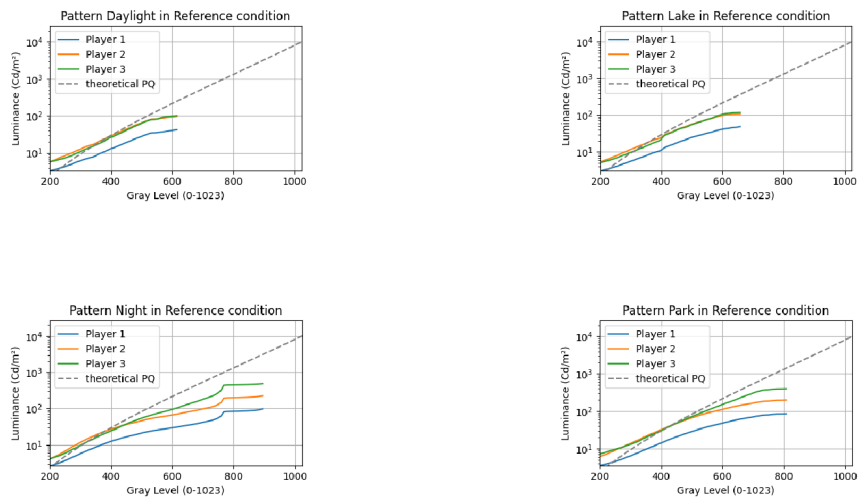 Pattern Daylight in Reference condition
10⁴
10³
10²
10¹
Luminance (Cd/m²)
Player 1
Player 2
Player 3
theoretical PQ
200 400 600 800 1000
Gray Level (0-1023)
Pattern Lake in Reference condition
10⁴
10³
10²
10¹
Luminance (Cd/m²)
Player 1
Player 2
Player 3
theoretical PQ
200 400 600 800 1000
Gray Level (0-1023)
Pattern Night in Reference condition
10⁴
10³
10²
10¹
Luminance (Cd/m²)
Player 1
Player 2
Player 3
theoretical PQ
200 400 600 800 1000
Gray Level (0-1023)
Pattern Park in Reference condition
10⁴
10³
10²
10¹
Luminance (Cd/m²)
Player 1
Player 2
Player 3
theoretical PQ
200 400 600 800 1000
Gray Level (0-1023)